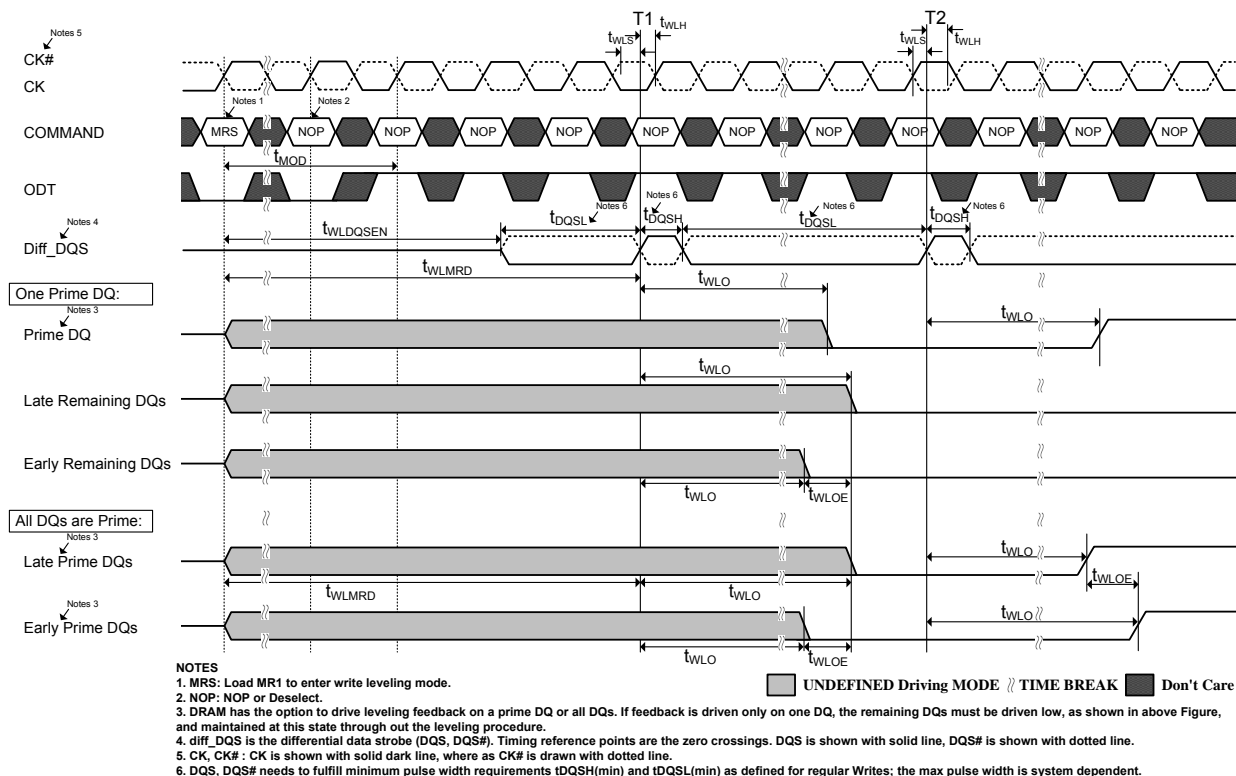 T1 T2
tWLS tWLH tWLS tWLH
Notes 5
CK#
CK
Notes 1 Notes 2
COMMAND MRS NOP NOP NOP NOP NOP NOP NOP NOP NOP NOP NOP
tMOD
ODT
Notes 4 Notes 6 Notes 6 Notes 6 Notes 6
tDQSL tDQSH tDQSL tDQSH
Diff_DQS tWLDQSEN
tWLMRD tWLO
One Prime DQ:
Notes 3
Prime DQ tWLO
tWLO
Late Remaining DQs
Early Remaining DQs
tWLO tWLOE
All DQs are Prime:
Notes 3
Late Prime DQs tWLO
tWLMRD tWLO tWLOE
Notes 3
Early Prime DQs tWLO
tWLO tWLOE
NOTES
1. MRS: Load MR1 to enter write leveling mode.
UNDEFINED Driving MODE TIME BREAK Don't Care
2. NOP: NOP or Deselect.
3. DRAM has the option to drive leveling feedback on a prime DQ or all DQs. If feedback is driven only on one DQ, the remaining DQs must be driven low, as shown in above Figure,
and maintained at this state through out the leveling procedure.
4. diff_DQS is the differential data strobe (DQS, DQS#). Timing reference points are the zero crossings. DQS is shown with solid line, DQS# is shown with dotted line.
5. CK, CK# : CK is shown with solid dark line, where as CK# is drawn with dotted line.
6. DQS, DQS# needs to fulfill minimum pulse width requirements tDQSH(min) and tDQSL(min) as defined for regular Writes; the max pulse width is system dependent.